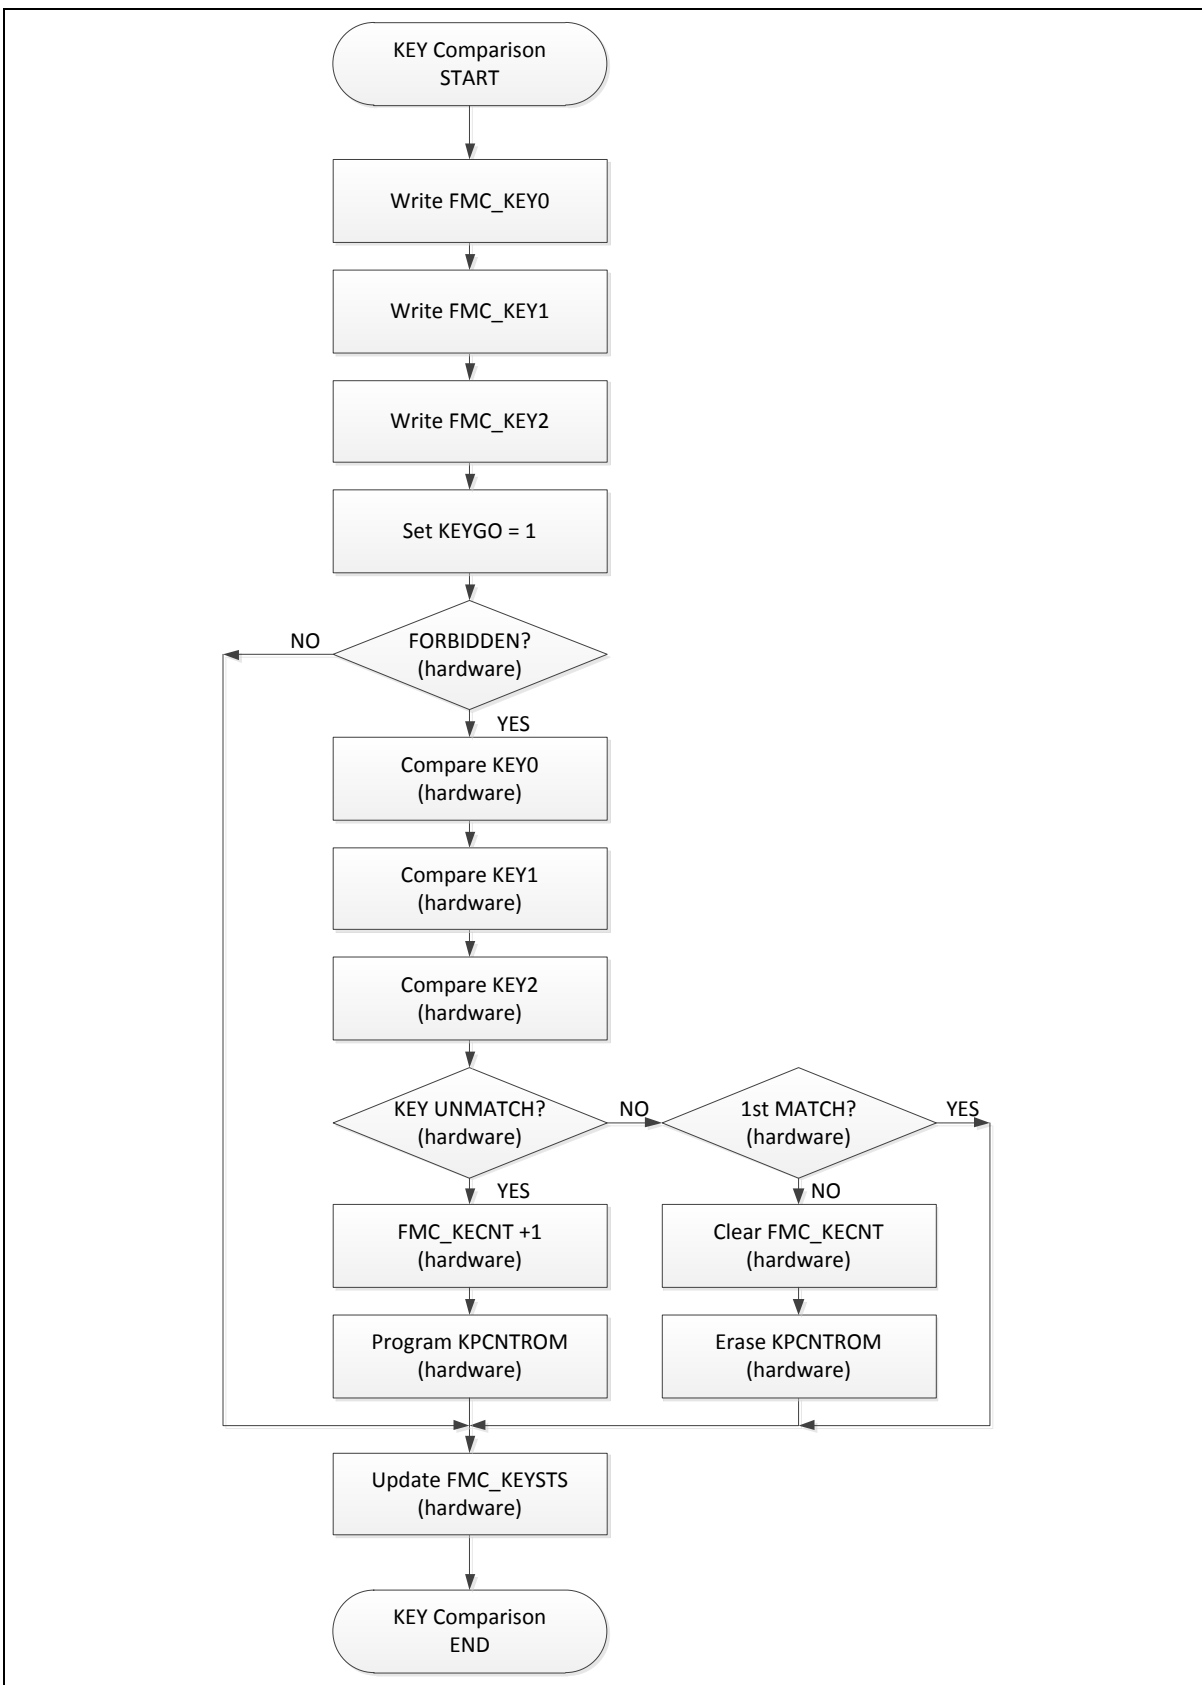 KEY Comparison
START
Write FMC_KEY0
Write FMC_KEY1
Write FMC_KEY2
Set KEYGO = 1
NO
FORBIDDEN?
(hardware)
YES
Compare KEY0
(hardware)
Compare KEY1
(hardware)
Compare KEY2
(hardware)
KEY UNMATCH?
(hardware)
NO
1st MATCH?
(hardware)
YES
YES
NO
FMC_KECNT +1
(hardware)
Clear FMC_KECNT
(hardware)
Program KPCNTROM
(hardware)
Erase KPCNTROM
(hardware)
Update FMC_KEYSTS
(hardware)
KEY Comparison
END